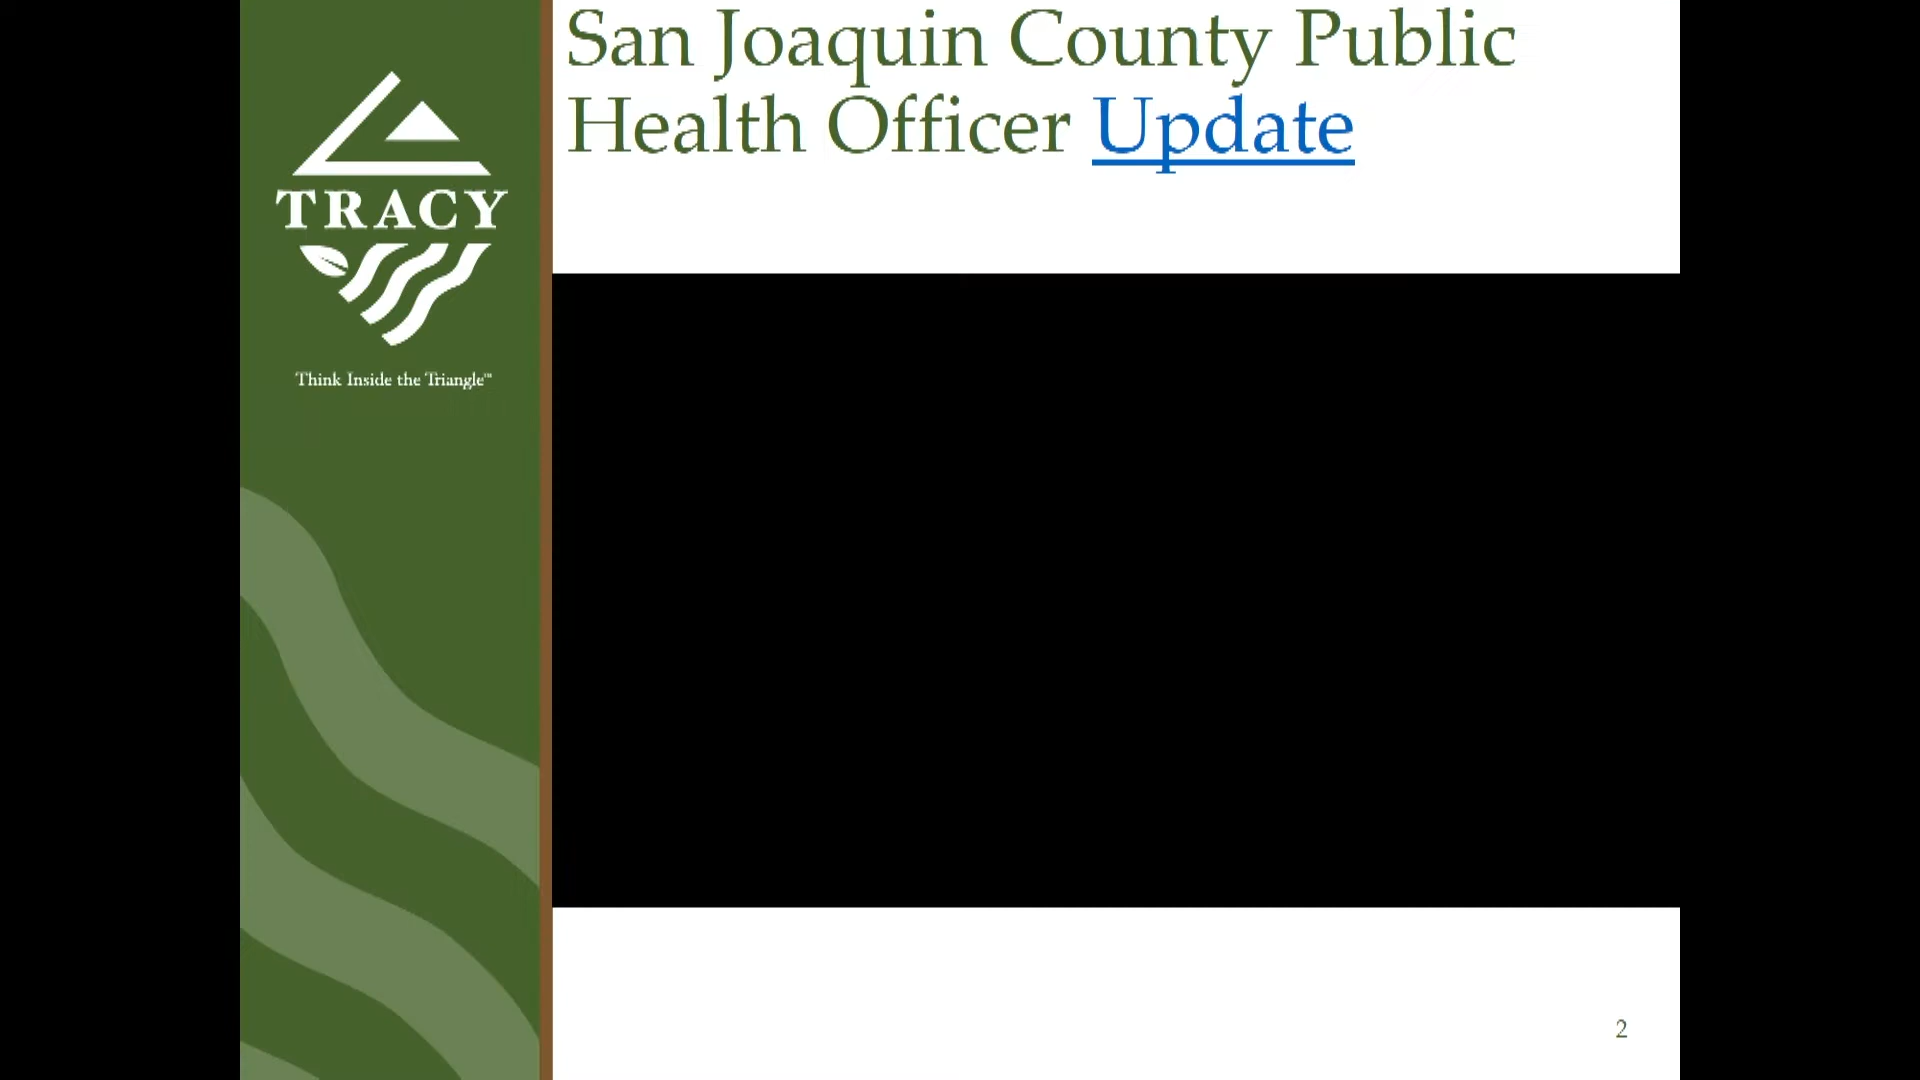 San Joaquin County Public
Health Officer Update
TRACY
Think Inside the Triangle™
2